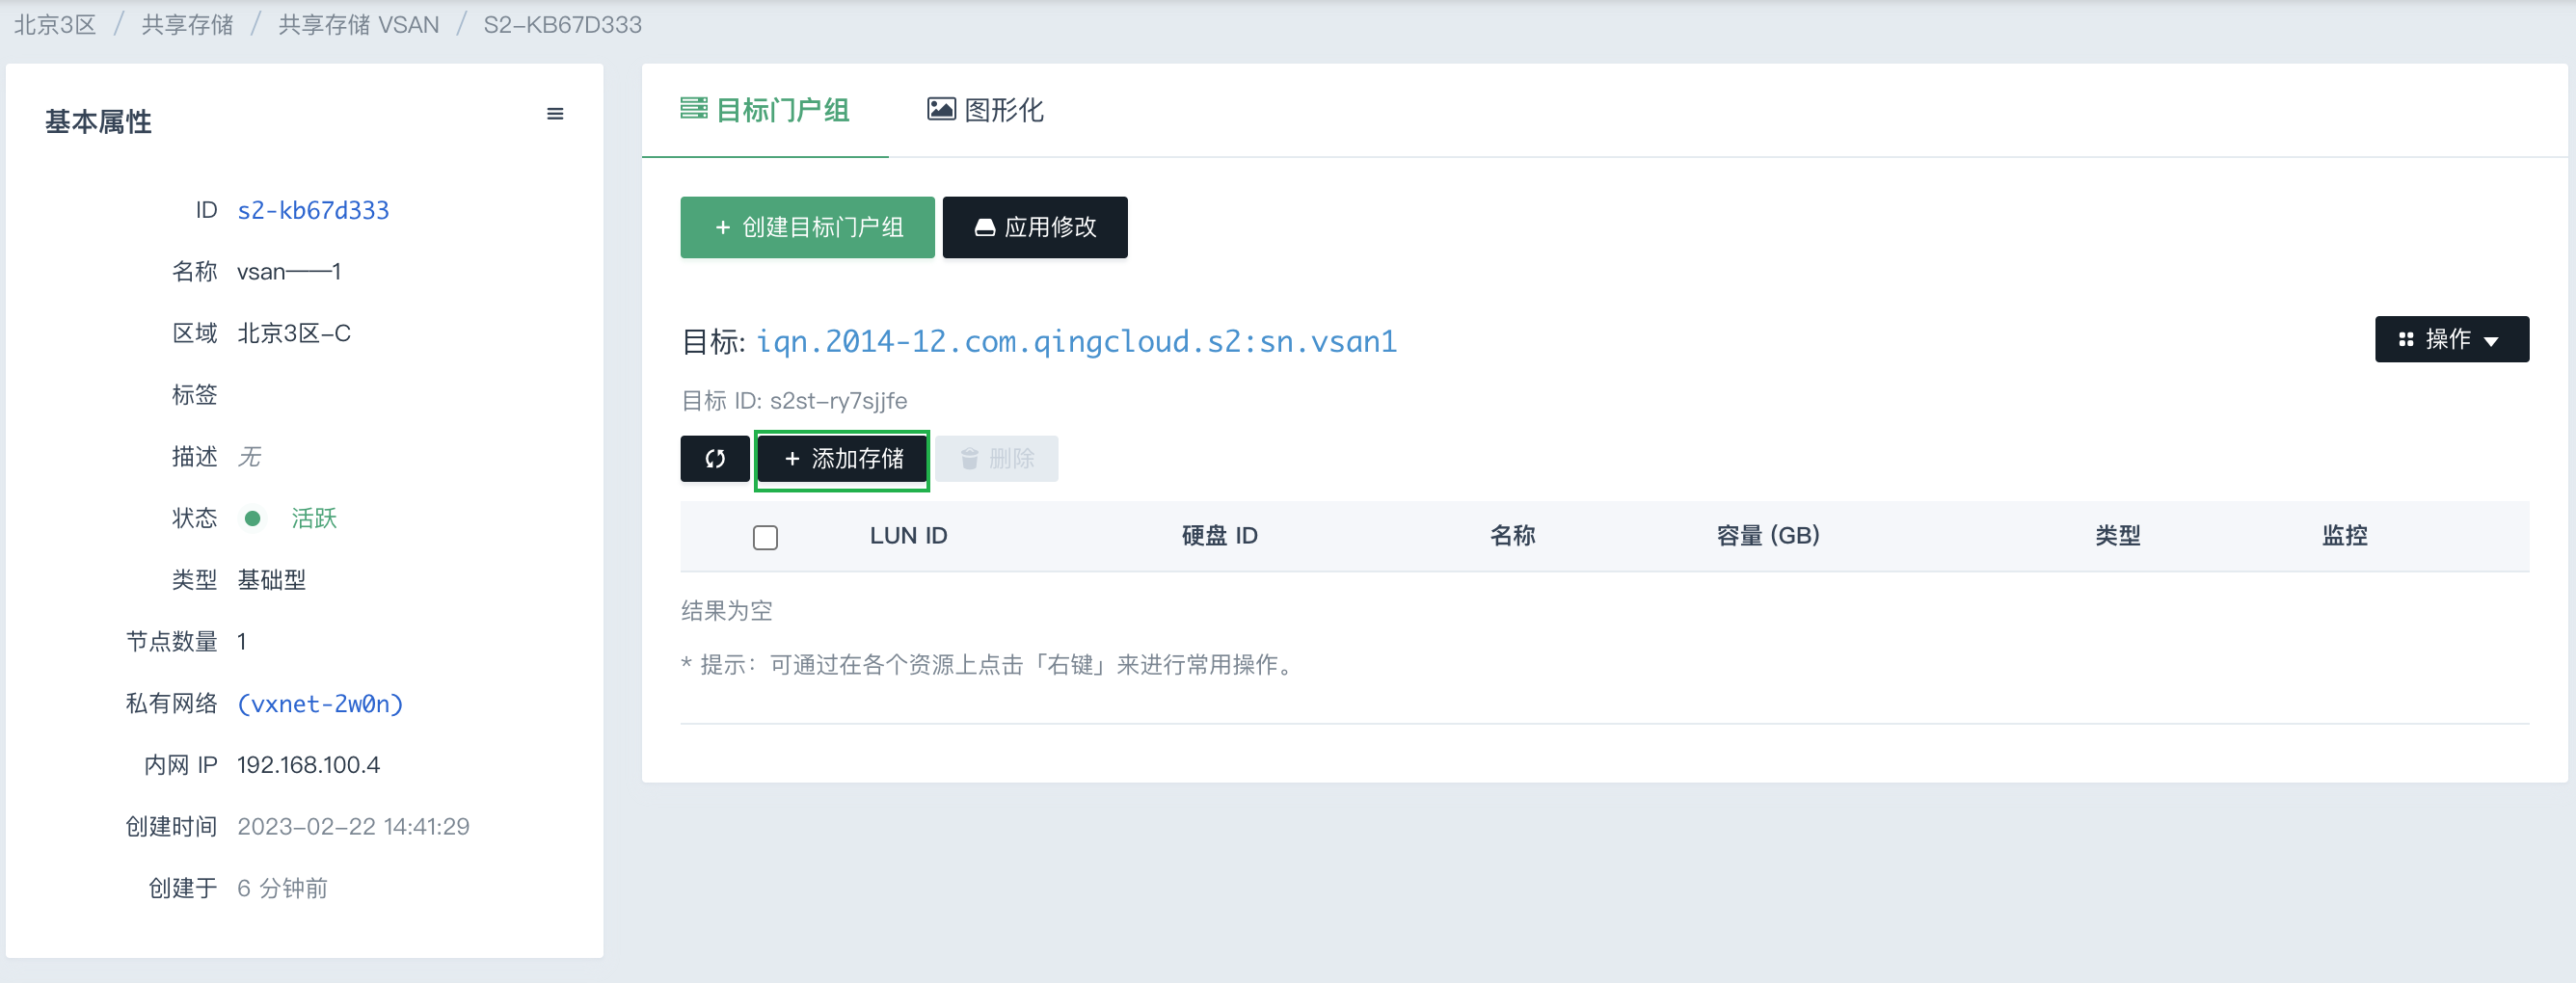 北京3区 / 共享存储 / 共享存储 VSAN / S2-KB67D333
基本属性
ID s2-kb67d333
名称 vsan——1
区域 北京3区-C
标签
描述 无
状态 活跃
类型 基础型
节点数量 1
私有网络 (vxnet-2w0n)
内网 IP 192.168.100.4
创建时间 2023-02-22 14:41:29
创建于 6 分钟前
目标门户组 图形化
+ 创建目标门户组 应用修改
目标: iqn.2014-12.com.qingcloud.s2:sn.vsan1 操作
目标 ID: s2st-ry7sjjfe
+ 添加存储 删除
LUN ID 硬盘 ID 名称 容量 (GB) 类型 监控
结果为空
* 提示：可通过在各个资源上点击「右键」来进行常用操作。